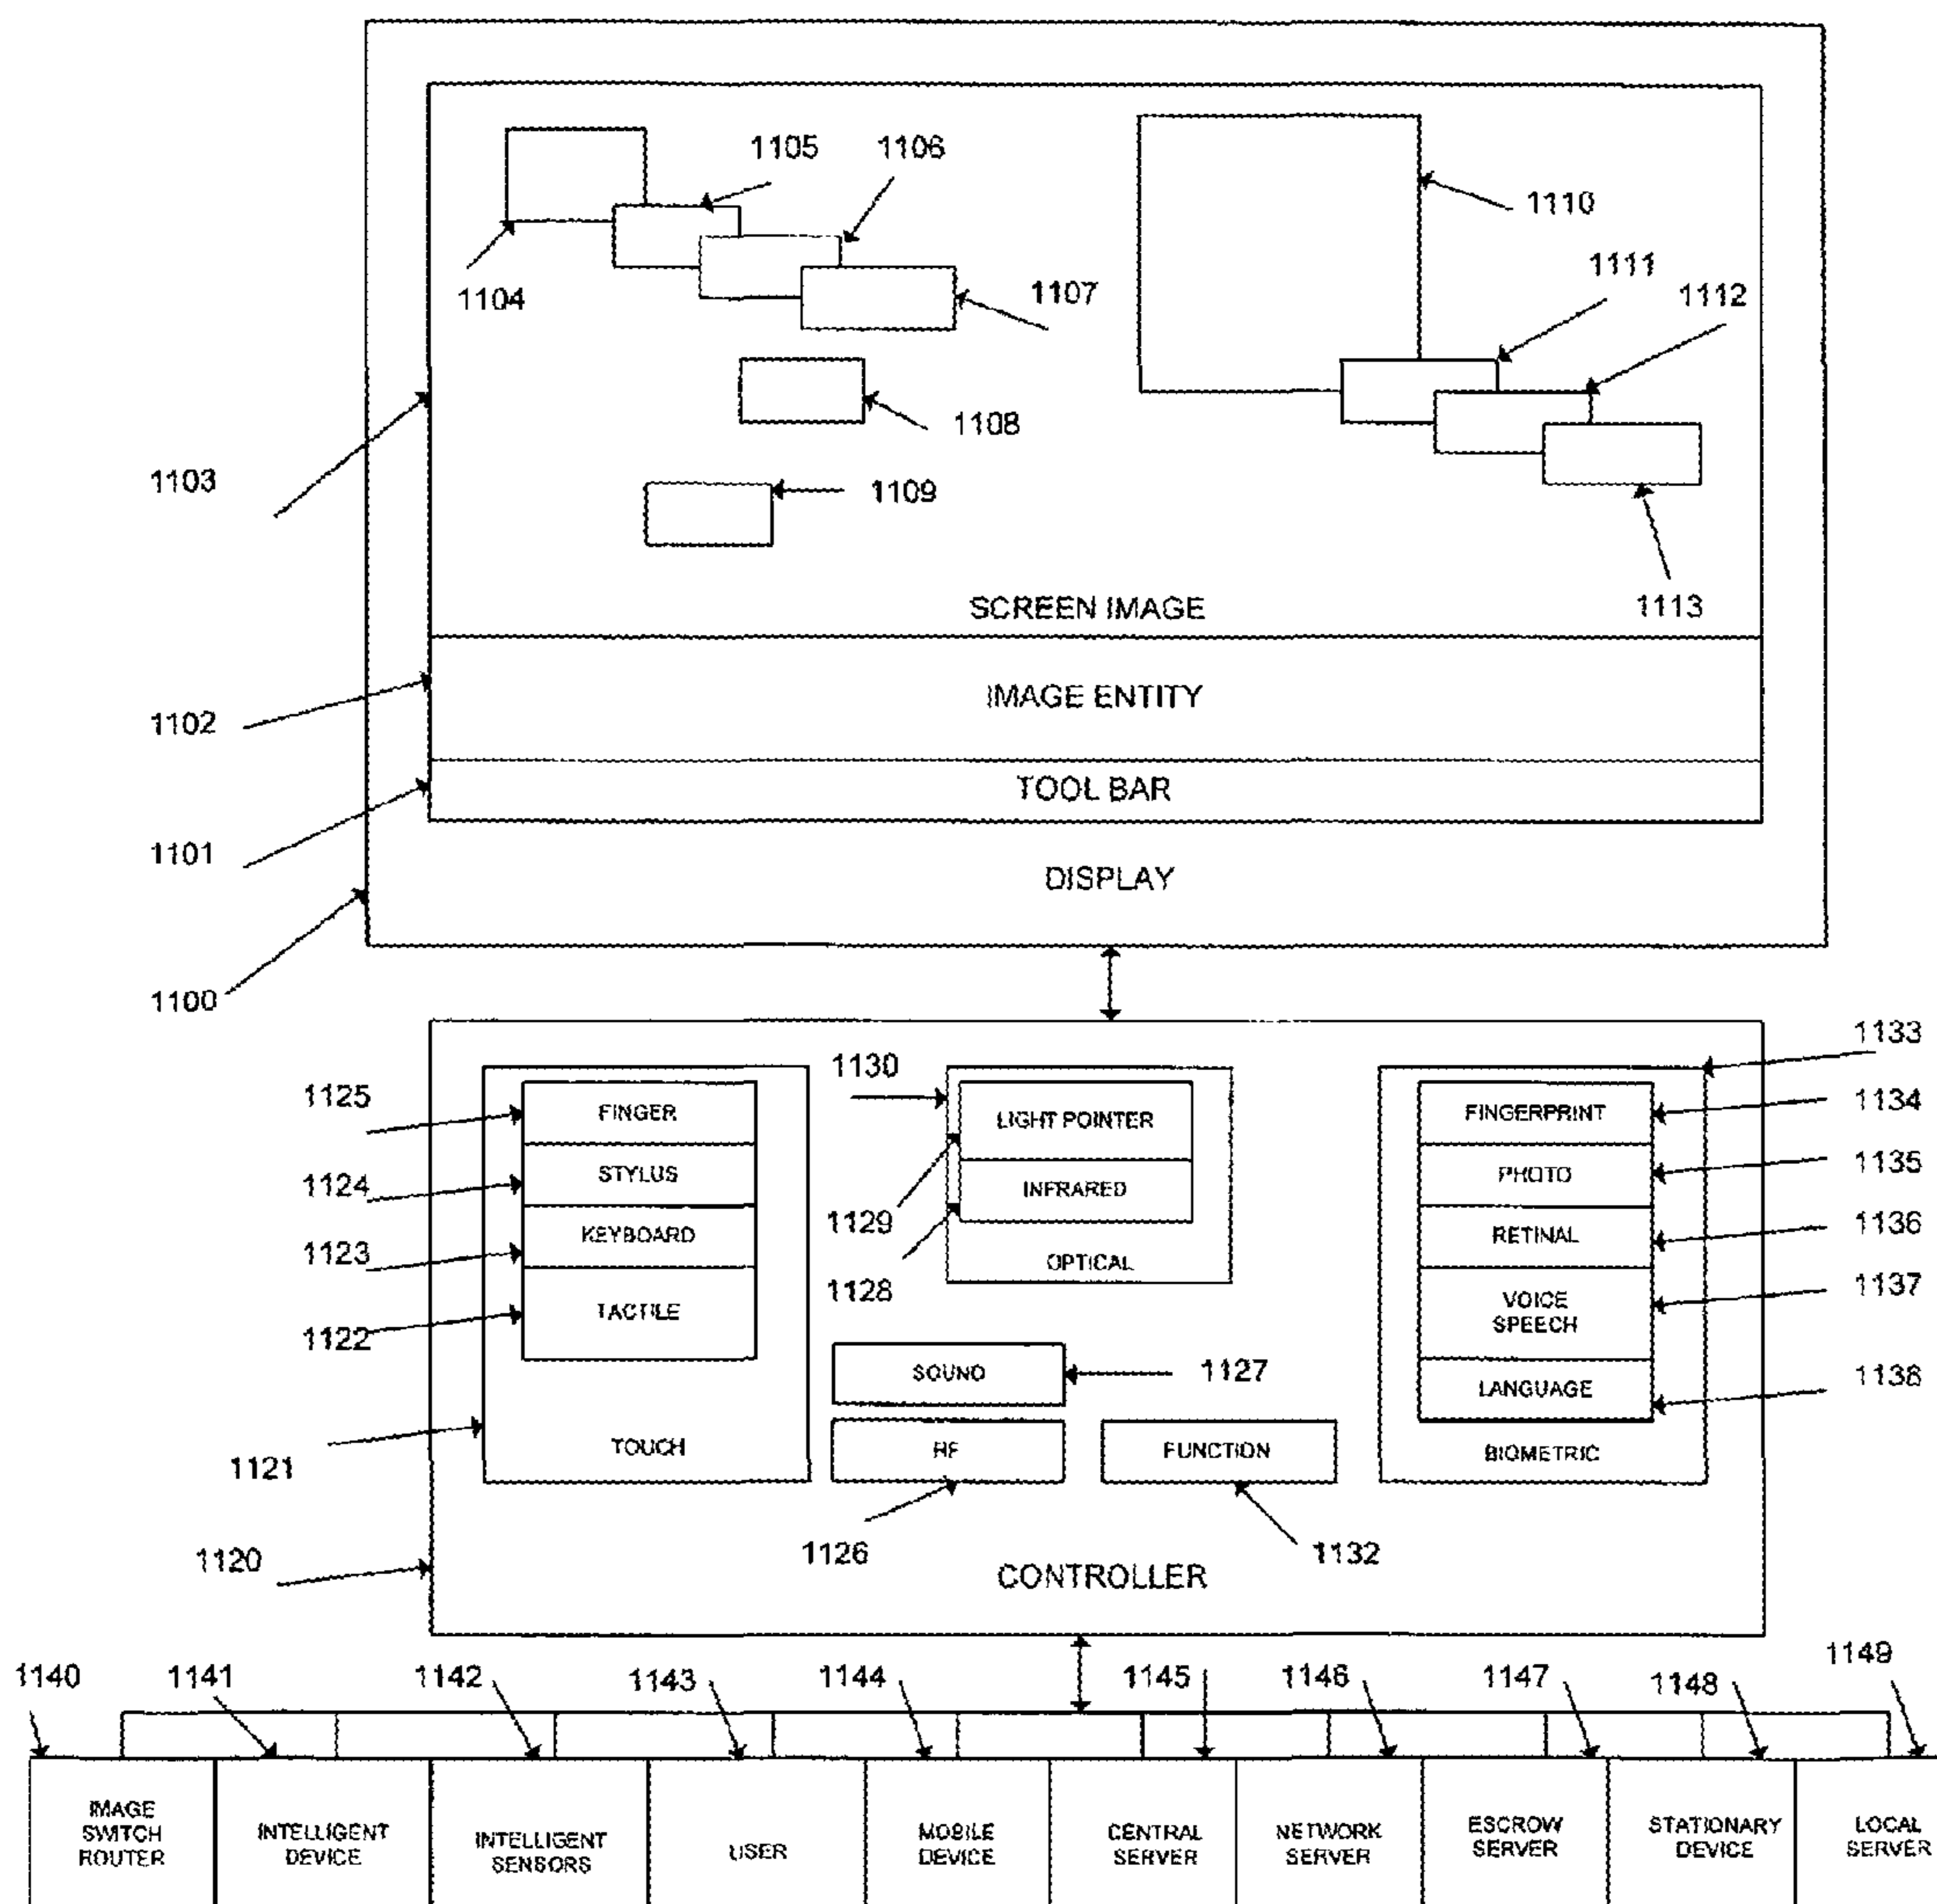 1105
1106
1110
1104
1107
1111
1112
1108
1103
1109
SCREEN IMAGE
1113
1102
IMAGE ENTITY
TOOL BAR
1101
DISPLAY
1100
1133
1130
1125
FINGER
LIGHT POINTER
FINGERPRINT
1134
1124
STYLUS
INFRARED
PHOTO
1135
1129
1123
KEYBOARD
RETINAL
1136
OPTICAL
1128
1122
TACTILE
VOICE
SPEECH
1137
SOUND
1127
LANGUAGE
1138
1121
TOUCH
RF
FUNCTION
BIOMETRIC
1120
1126
1132
CONTROLLER
1140
1141
1142
1143
1144
1145
1146
1147
1148
1149
IMAGE
SWITCH
ROUTER
INTELLIGENT
DEVICE
INTELLIGENT
SENSORS
USER
MOBILE
DEVICE
CENTRAL
SERVER
NETWORK
SERVER
ESCROW
SERVER
STATIONARY
DEVICE
LOCAL
SERVER